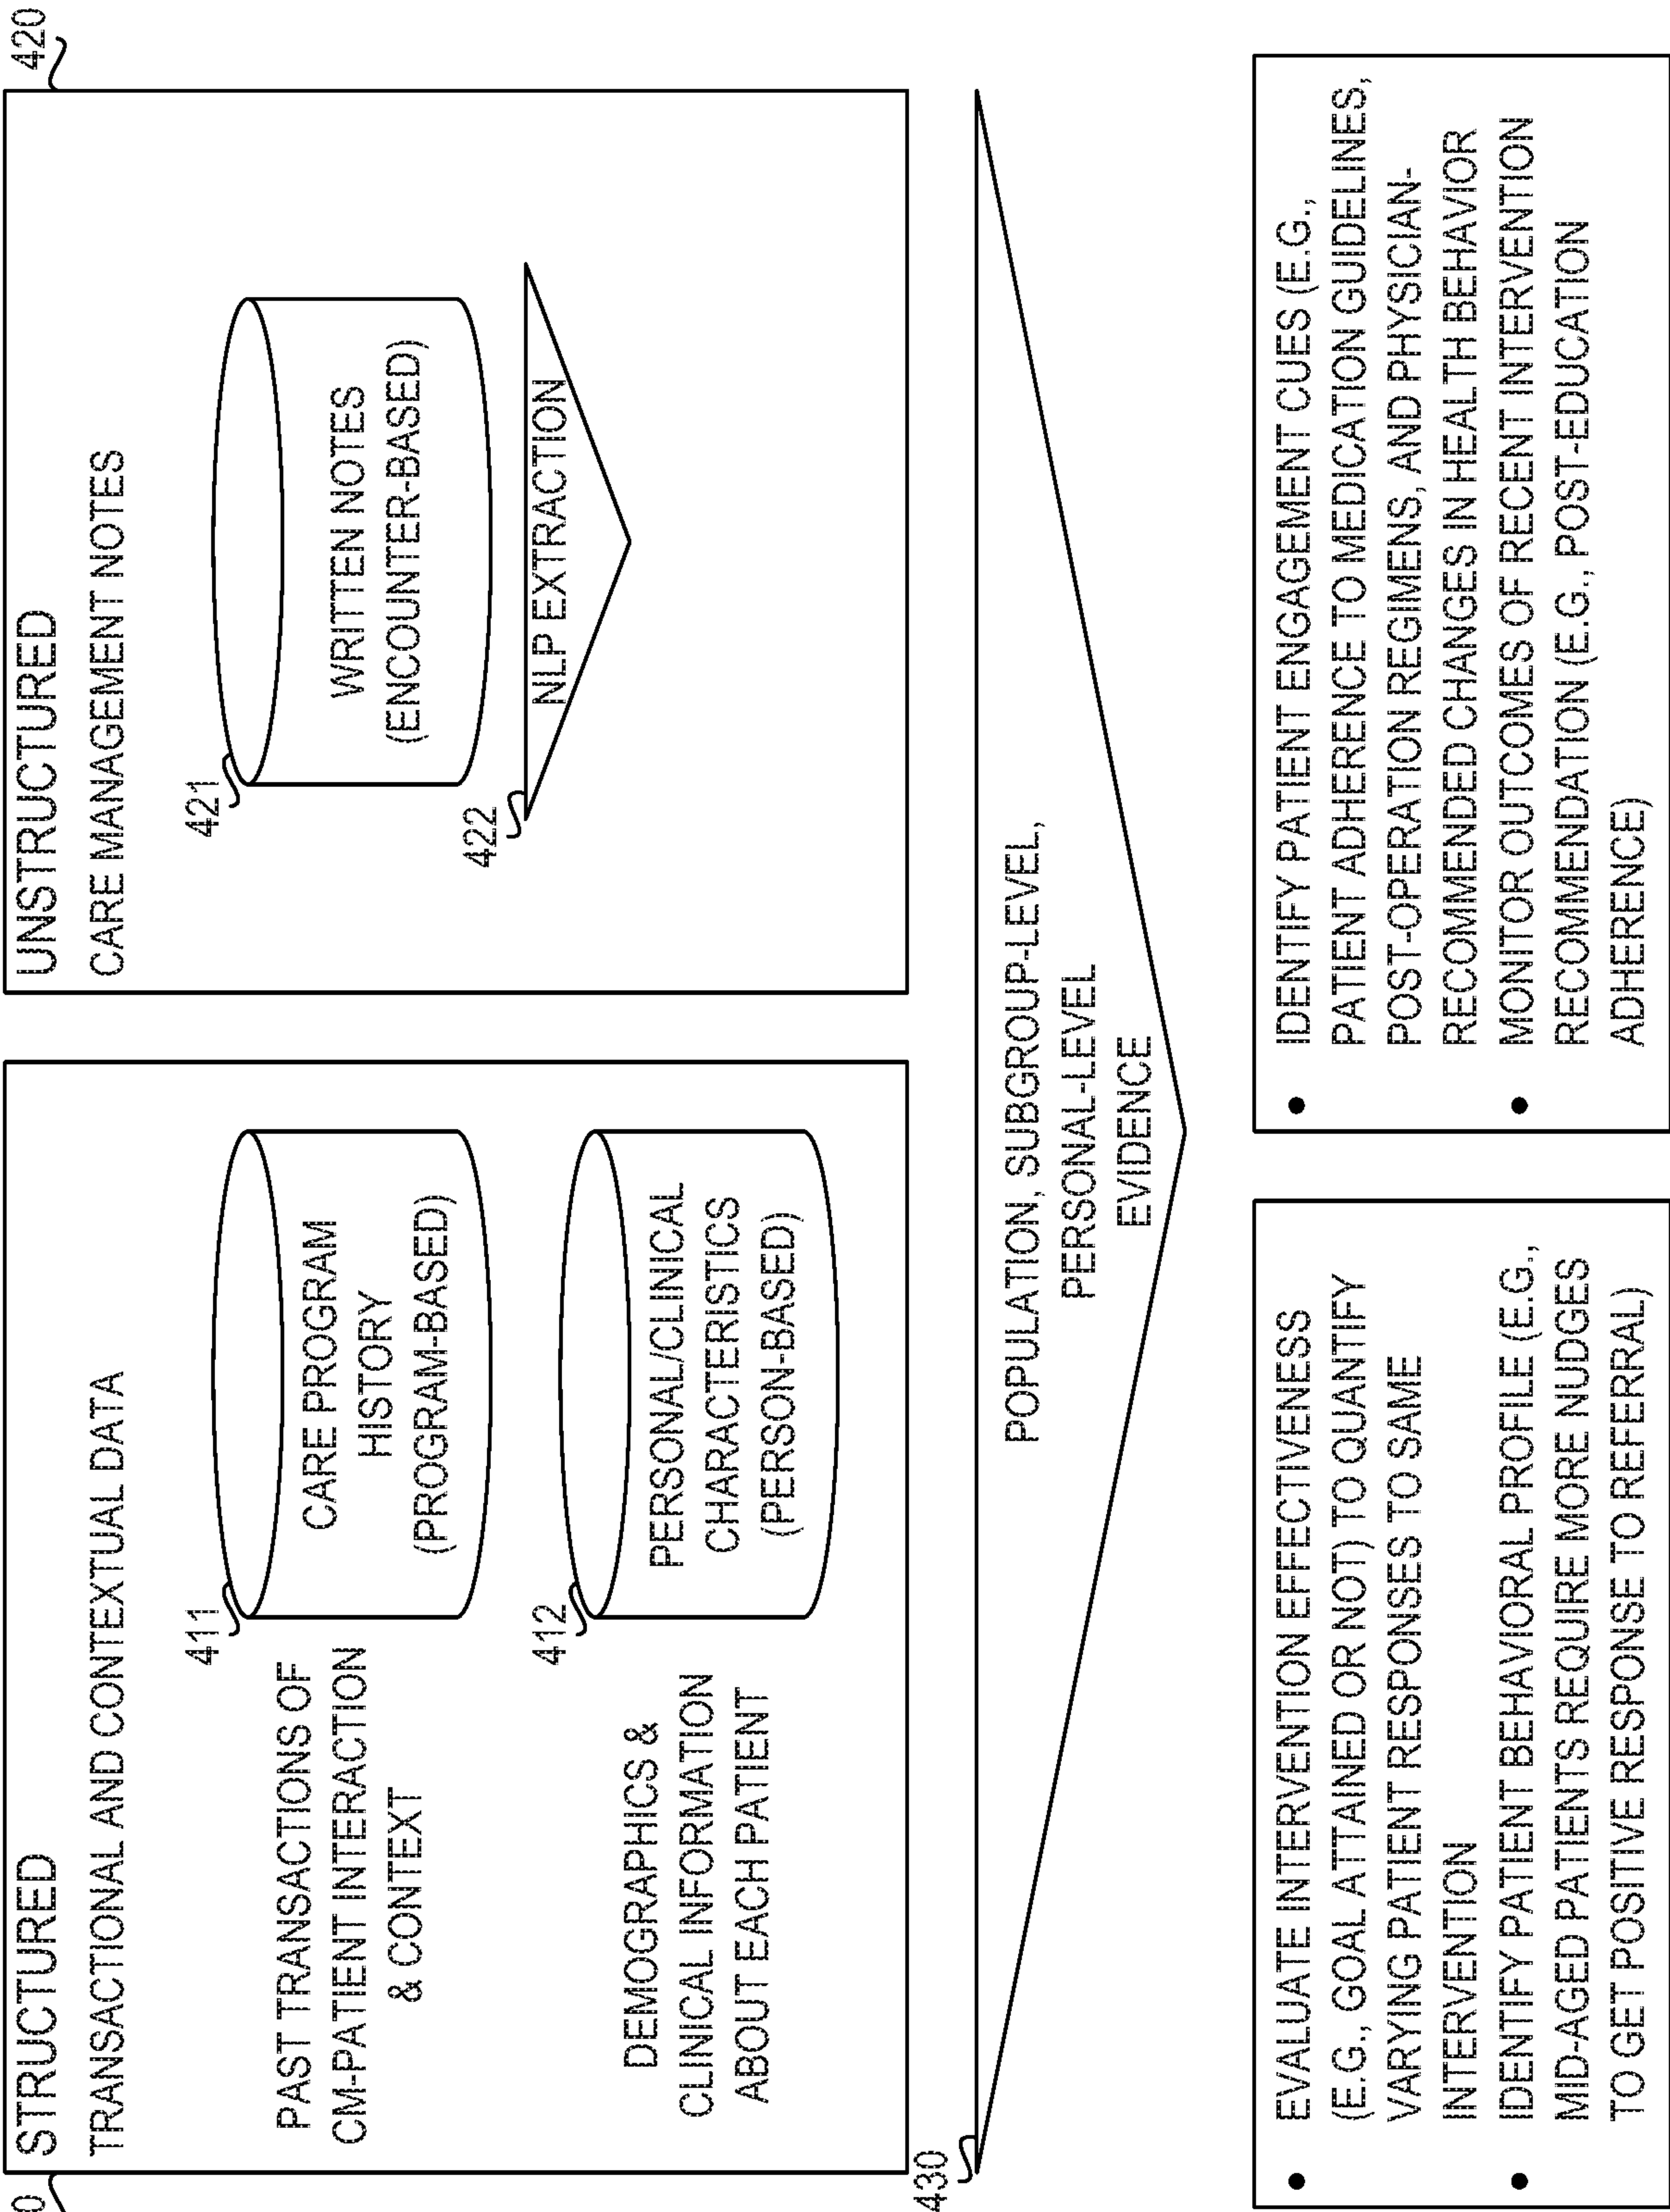 STRUCTURED
TRANSACTIONAL AND CONTEXTUAL DATA
PAST TRANSACTIONS OF
CM-PATIENT INTERACTION
& CONTEXT
411
CARE PROGRAM
HISTORY
(PROGRAM-BASED)
DEMOGRAPHICS &
CLINICAL INFORMATION
ABOUT EACH PATIENT
412
PERSONAL/CLINICAL
CHARACTERISTICS
(PERSON-BASED)
420
UNSTRUCTURED
CARE MANAGEMENT NOTES
421
WRITTEN NOTES
(ENCOUNTER-BASED)
422
NLP EXTRACTION
430
POPULATION, SUBGROUP-LEVEL,
PERSONAL-LEVEL
EVIDENCE
• EVALUATE INTERVENTION EFFECTIVENESS
(E.G., GOAL ATTAINED OR NOT) TO QUANTIFY
VARYING PATIENT RESPONSES TO SAME
INTERVENTION
• IDENTIFY PATIENT BEHAVIORAL PROFILE (E.G.,
MID-AGED PATIENTS REQUIRE MORE NUDGES
TO GET POSITIVE RESPONSE TO REFERRAL)
• IDENTIFY PATIENT ENGAGEMENT CUES (E.G.,
PATIENT ADHERENCE TO MEDICATION GUIDELINES,
POST-OPERATION REGIMENS, AND PHYSICIAN-
RECOMMENDED CHANGES IN HEALTH BEHAVIOR
• MONITOR OUTCOMES OF RECENT INTERVENTION
RECOMMENDATION (E.G., POST-EDUCATION
ADHERENCE)